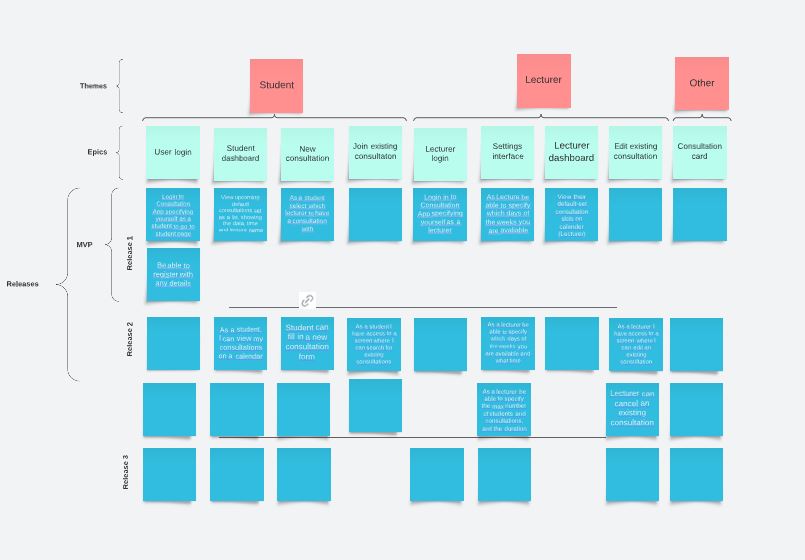 Themes
Student
Lecturer
Other
Epics
User login
Student
dashboard
New
consultation
Join existing
consultaton
Lecturer
login
Settings
interface
Lecturer
dashboard
Edit existing
consultation
Consultation
card
Releases
MVP
Release 1
Login to
Consultation
App specifying
yourself as a
student to go to
student page
View upcoming
default
consultations set
as a list, showing
the date, time
and lecture name
As a student
select which
lecturer to have
a consultation
with
Login in to
Consultation
App specifying
yourself as a
lecturer
As Lecture be
able to specify
which days of
the weeks you
are available
View their
default-set
consultation
slots on
calender
(Lecturer)
Be able to
register with
any details
Release 2
As a student,
I can view my
consultations
on a calendar
Student can
fill in a new
consultation
form
As a student I
have access to a
screen where I
can search for
existing
consultations
As a lecturer be
able to specify
which days of
the weeks you
are available and
what time
As a lecturer I
have access to a
screen where I
can edit an
existing
consultation
As a lecturer be
able to specify
the max number
of students and
consultations,
and the duration
Lecturer can
cancel an
existing
consultation
Release 3